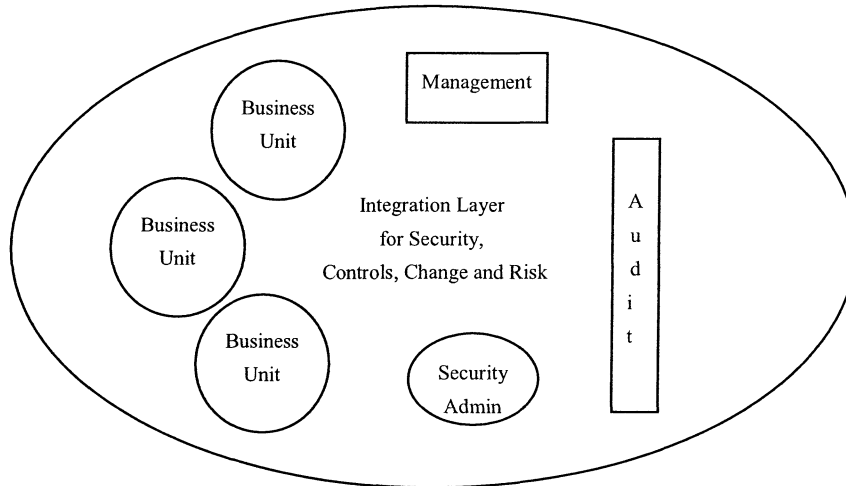 Management
Business
Unit
Business
Unit
Business
Unit
Integration Layer
for Security,
Controls, Change and Risk
Security
Admin
A
u
d
i
t